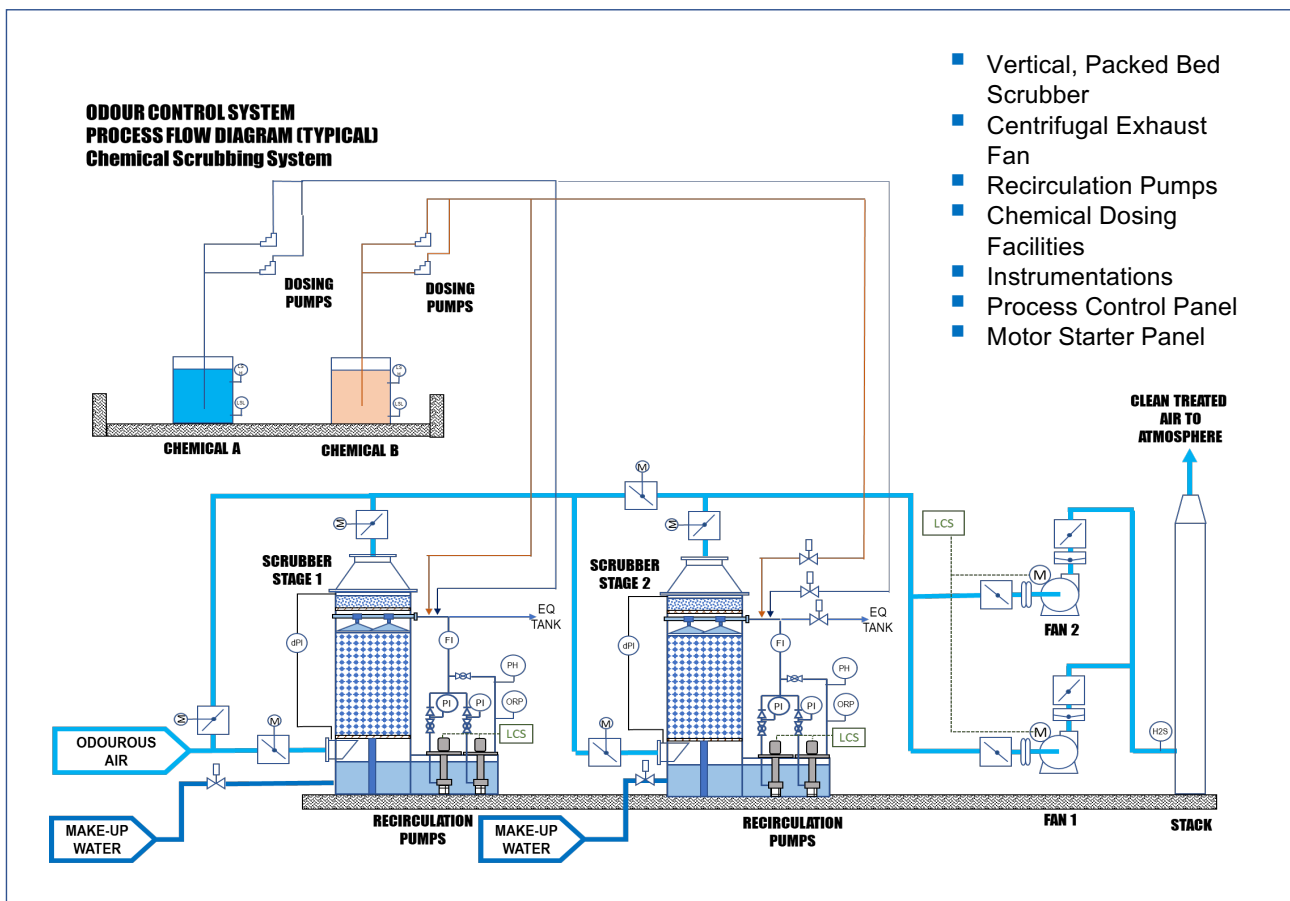 ODOUR CONTROL SYSTEM
PROCESS FLOW DIAGRAM (TYPICAL)
Chemical Scrubbing System
Vertical, Packed Bed
Scrubber
Centrifugal Exhaust
Fan
Recirculation Pumps
Chemical Dosing
Facilities
Instrumentations
Process Control Panel
Motor Starter Panel
DOSING
PUMPS
DOSING
PUMPS
LS
H
LSL
LS
H
LSL
CHEMICAL A
CHEMICAL B
CLEAN TREATED
AIR TO
ATMOSPHERE
M
M
M
SCRUBBER
STAGE 1
SCRUBBER
STAGE 2
LCS
M
FAN 2
EQ
TANK
EQ
TANK
dPI
FI
PH
PI
PI
ORP
LCS
dPI
FI
PH
PI
PI
ORP
LCS
M
M
M
M
H2S
ODOUROUS
AIR
MAKE-UP
WATER
RECIRCULATION
PUMPS
MAKE-UP
WATER
RECIRCULATION
PUMPS
FAN 1
STACK